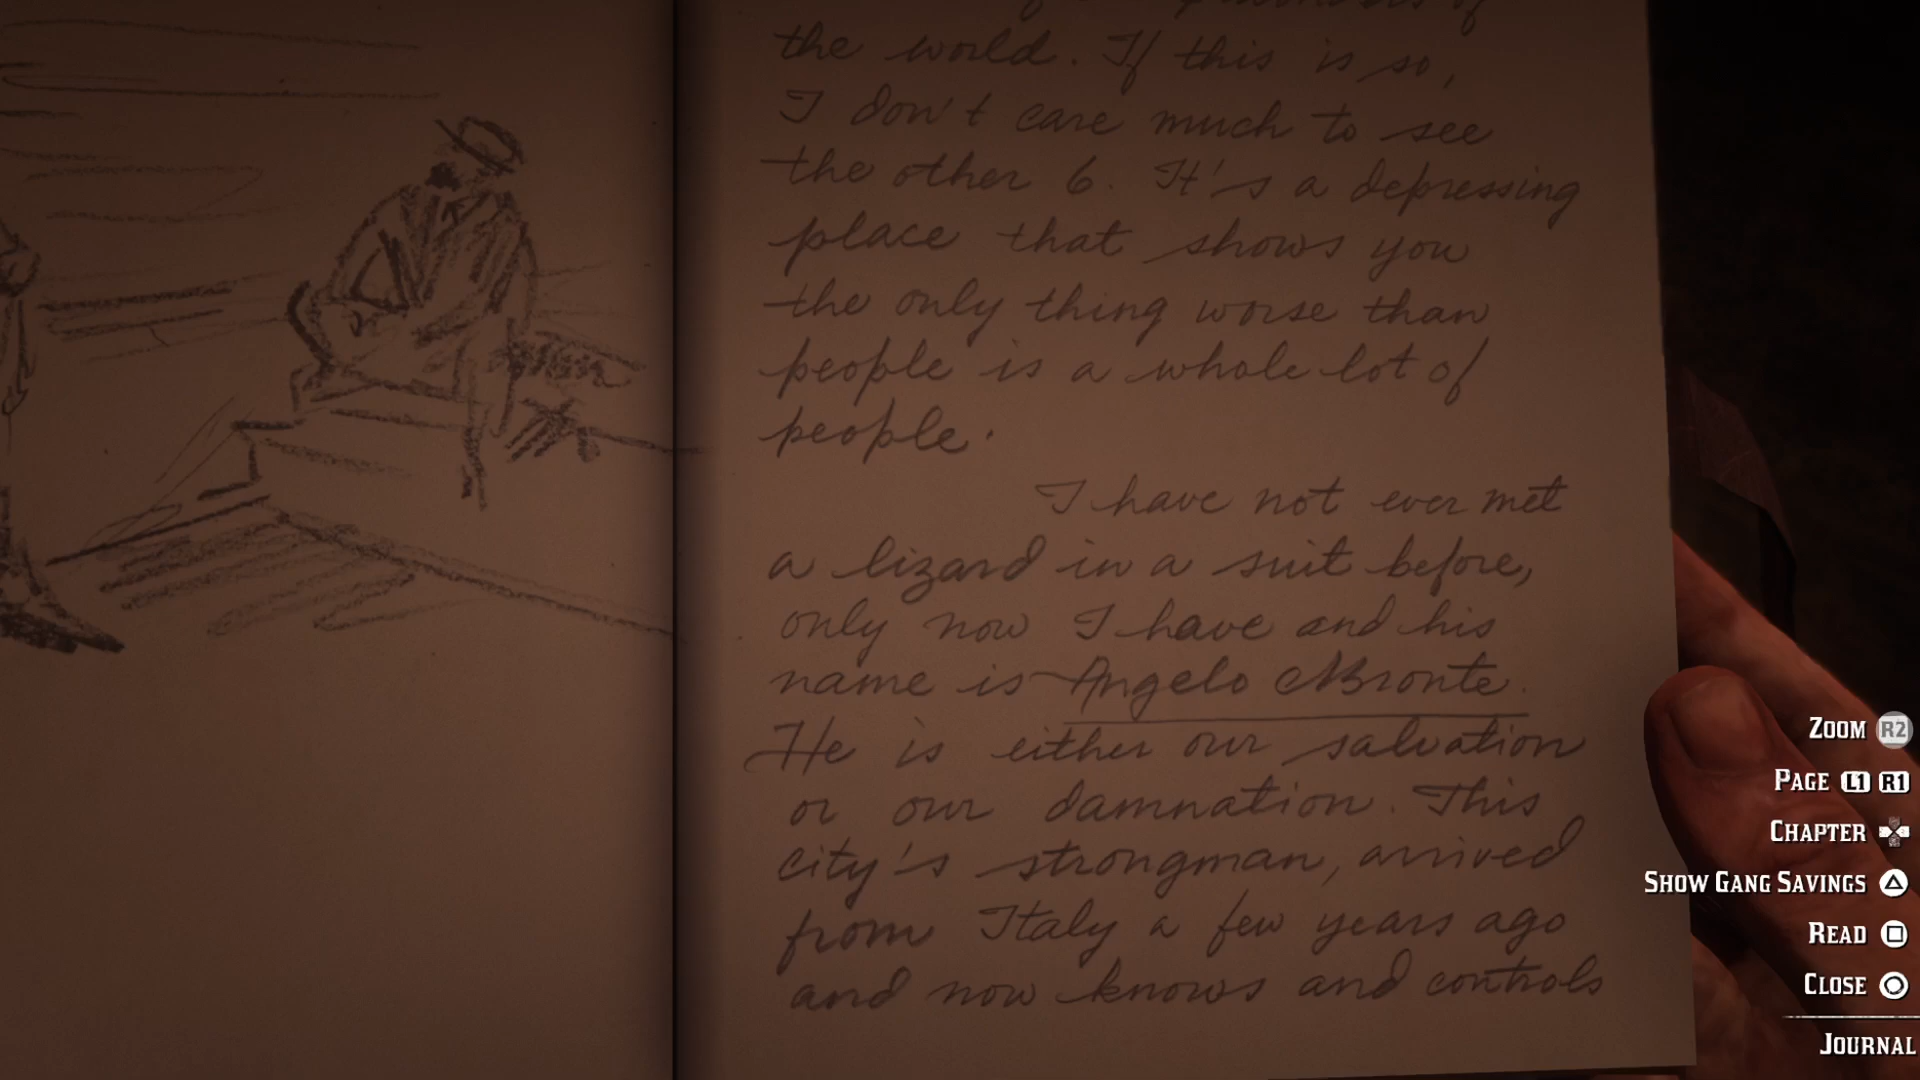 the world. If this is so,
I don't care much to see
the other 6. It's a depressing
place that shows you
the only thing worse than
people is a whole lot of
people.
I have not ever met
a lizard in a suit before,
only now I have and his
name is Angelo Bronte.
He is either our salvation
or our damnation. This
city's strongman, arrived
from Italy a few years ago
and now knows and controls
ZOOM R2
PAGE L1 R1
CHAPTER
SHOW GANG SAVINGS
READ
CLOSE
JOURNAL